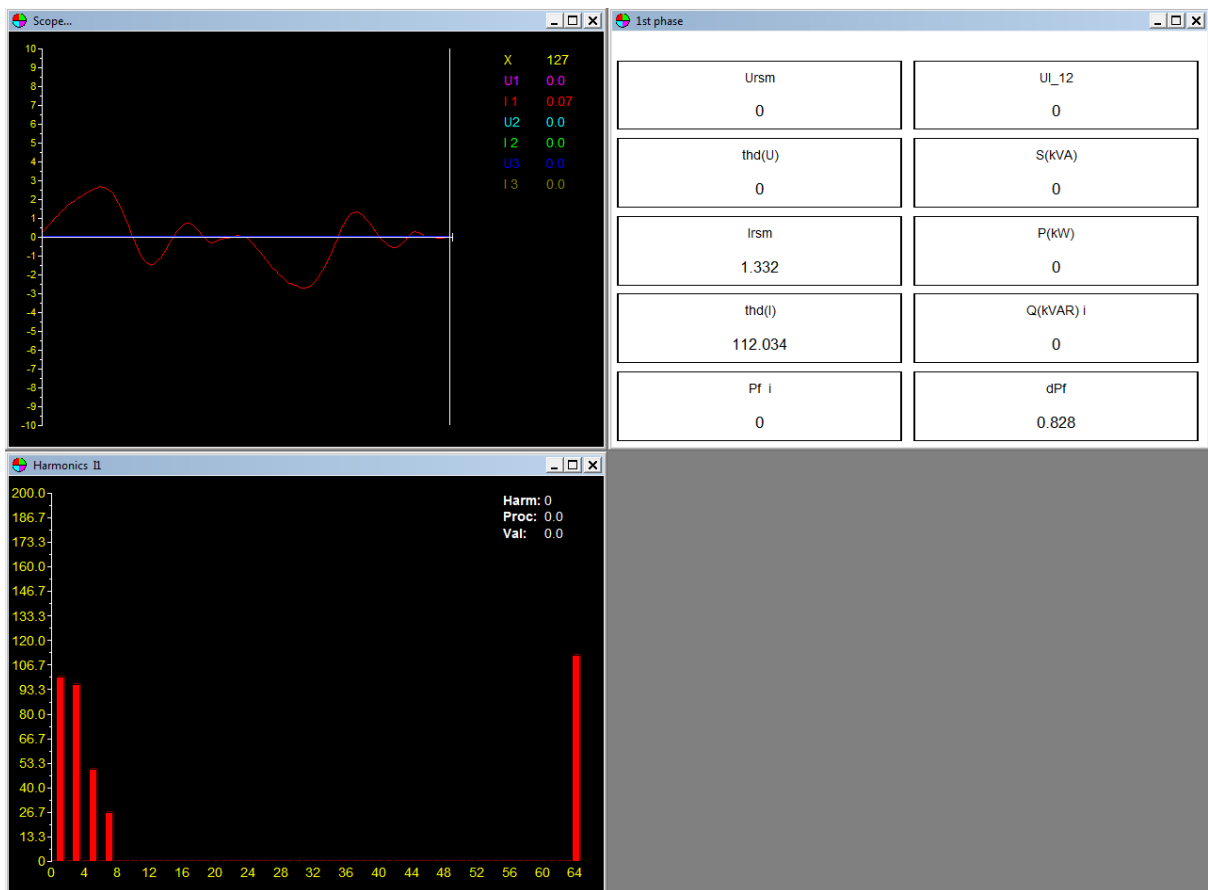 Scope...
10
9
8
7
6
5
4
3
2
1
0
-1
-2
-3
-4
-5
-6
-7
-8
-9
-10
X 127
U1 0.0
I 1 0.07
U2 0.0
I 2 0.0
U3 0.0
I 3 0.0
1st phase
Ursm
0
UI_12
0
thd(U)
0
S(kVA)
0
Irsm
1.332
P(kW)
0
thd(I)
112.034
Q(kVAR) i
0
Pf i
0
dPf
0.828
Harmonics I1
200.0
186.7
173.3
160.0
146.7
133.3
120.0
106.7
93.3
80.0
66.7
53.3
40.0
26.7
13.3
0
Harm: 0
Proc: 0.0
Val: 0.0
0 4 8 12 16 20 24 28 32 36 40 44 48 52 56 60 64